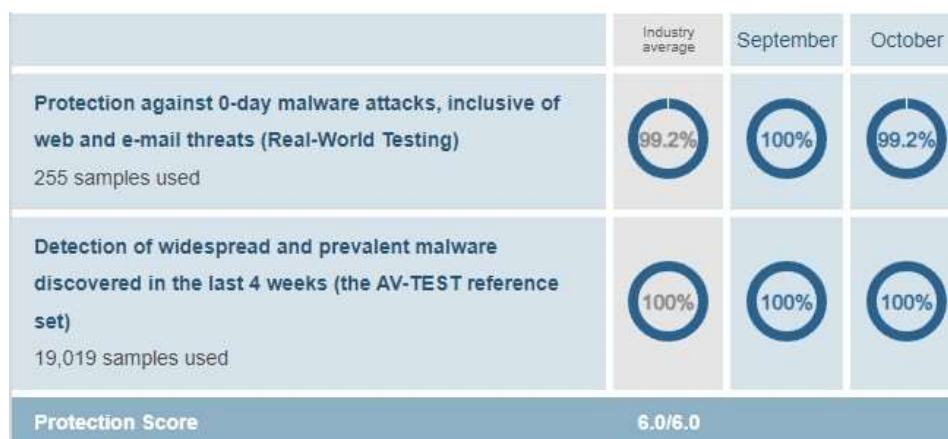 Industry
average
September
October
Protection against 0-day malware attacks, inclusive of
web and e-mail threats (Real-World Testing)
255 samples used
99.2%
100%
99.2%
Detection of widespread and prevalent malware
discovered in the last 4 weeks (the AV-TEST reference
set)
19,019 samples used
100%
100%
100%
Protection Score
6.0/6.0